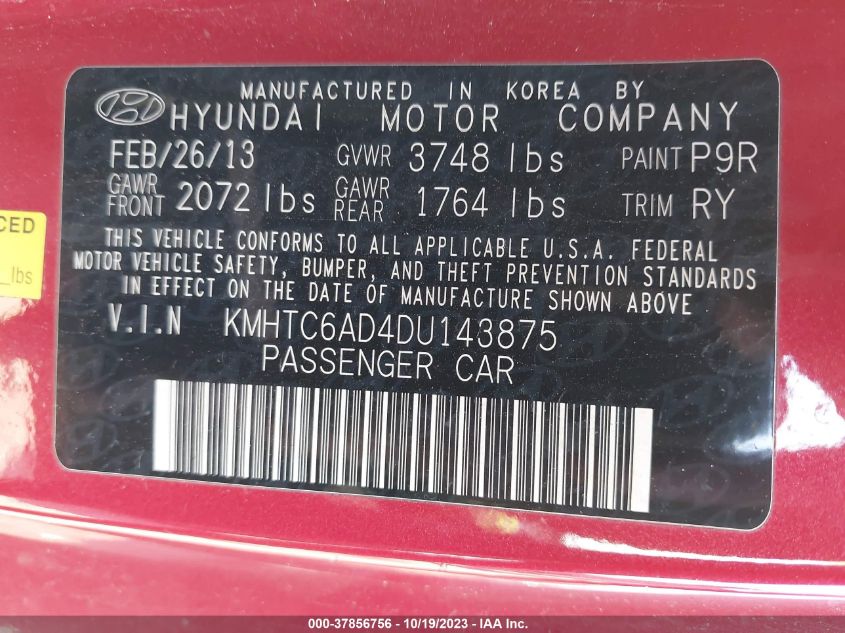 MANUFACTURED IN KOREA BY
HYUNDAI MOTOR COMPANY
FEB/26/13 GVWR 3748 lbs PAINT P9R
GAWR FRONT 2072 lbs GAWR REAR 1764 lbs TRIM RY
THIS VEHICLE CONFORMS TO ALL APPLICABLE U.S.A. FEDERAL
MOTOR VEHICLE SAFETY, BUMPER, AND THEFT PREVENTION STANDARDS
IN EFFECT ON THE DATE OF MANUFACTURE SHOWN ABOVE
V.I.N KMHTC6AD4DU143875
PASSENGER CAR
lbs
000-37856756 - 10/19/2023 - IAA Inc.